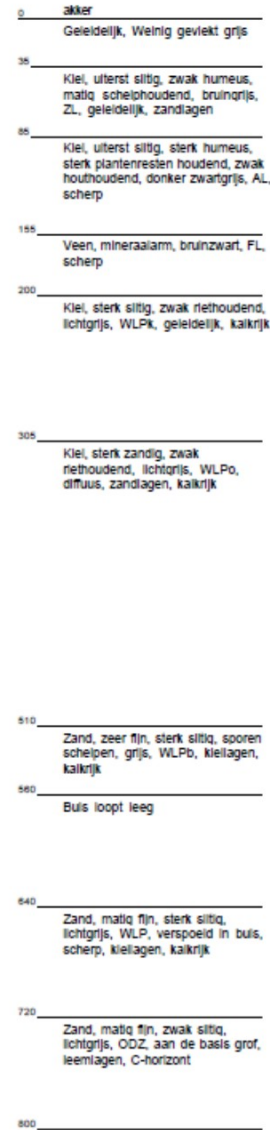 0 akker
Geleidelijk, Weinig gevlekt grijs
35
Klei, uiterst siltig, zwak humeus,
matig schelphoudend, bruingrijs,
ZL, geleidelijk, zandlagen
85
Klei, uiterst siltig, sterk humeus,
sterk plantenresten houdend, zwak
houthoudend, donker zwartgrijs, AL,
scherp
155
Veen, mineraalarm, bruinzwart, FL,
scherp
200
Klei, sterk siltig, zwak riethoudend,
lichtgrijs, WLPk, geleidelijk, kalkrijk
305
Klei, sterk zandig, zwak
riethoudend, lichtgrijs, WLPo,
diffuus, zandlagen, kalkrijk
510
Zand, zeer fijn, sterk siltig, sporen
schelpen, grijs, WLPb, kleilagen,
kalkrijk
560
Buis loopt leeg
640
Zand, matig fijn, sterk siltig,
lichtgrijs, WLP, verspoeld in buis,
scherp, kleilagen, kalkrijk
720
Zand, matig fijn, zwak siltig,
lichtgrijs, ODZ, aan de basis grof,
leemlagen, C-horizont
800